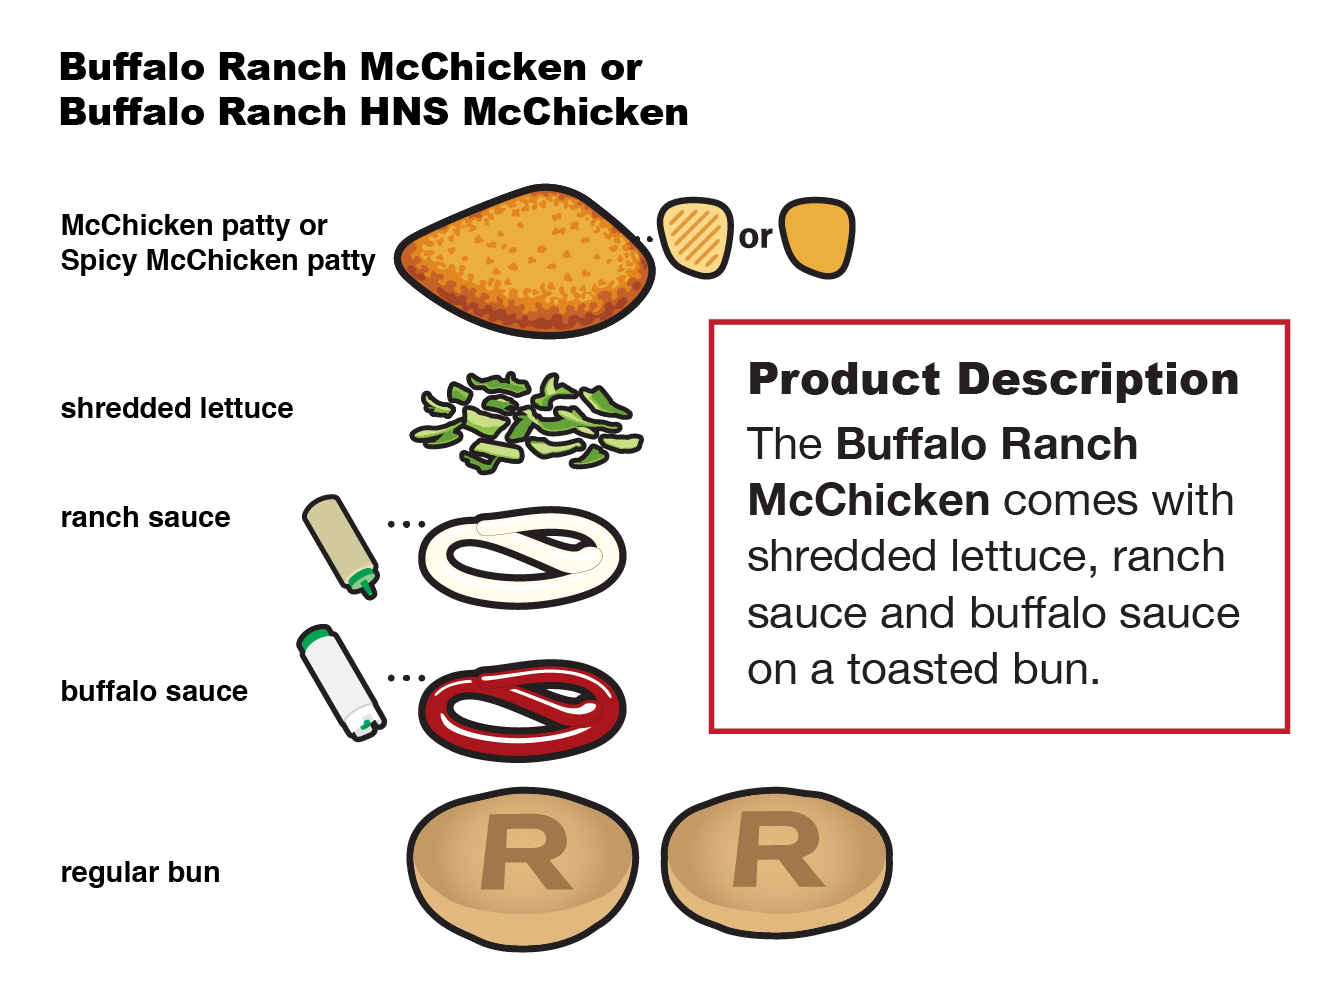 Buffalo Ranch McChicken or
Buffalo Ranch HNS McChicken
McChicken patty or
Spicy McChicken patty
or
shredded lettuce
ranch sauce
buffalo sauce
regular bun
R
R
Product Description
The Buffalo Ranch
McChicken comes with
shredded lettuce, ranch
sauce and buffalo sauce
on a toasted bun.